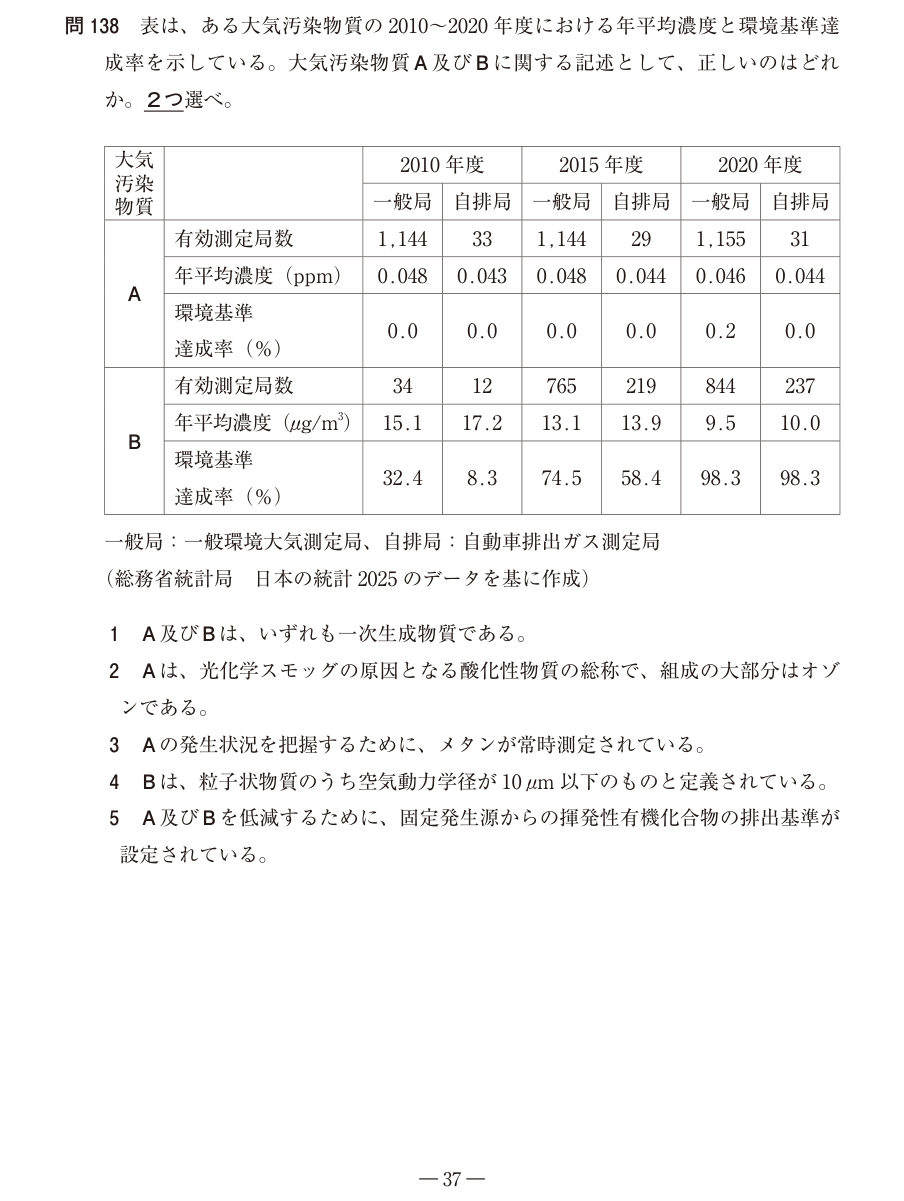 問 138 表は、ある大気汚染物質の 2010～2020 年度における年平均濃度と環境基準達
成率を示している。大気汚染物質 A 及び B に関する記述として、正しいのはどれ
か。２つ選べ。
大気汚染物質 2010 年度 2015 年度 2020 年度
一般局 自排局 一般局 自排局 一般局 自排局
A
有効測定局数 1,144 33 1,144 29 1,155 31
年平均濃度（ppm） 0.048 0.043 0.048 0.044 0.046 0.044
環境基準達成率（%） 0.0 0.0 0.0 0.0 0.2 0.0
B
有効測定局数 34 12 765 219 844 237
年平均濃度（μg/m³） 15.1 17.2 13.1 13.9 9.5 10.0
環境基準達成率（%） 32.4 8.3 74.5 58.4 98.3 98.3
一般局：一般環境大気測定局、自排局：自動車排出ガス測定局
（総務省統計局　日本の統計 2025 のデータを基に作成）
1 A 及び B は、いずれも一次生成物質である。
2 A は、光化学スモッグの原因となる酸化性物質の総称で、組成の大部分はオゾ
ンである。
3 A の発生状況を把握するために、メタンが常時測定されている。
4 B は、粒子状物質のうち空気動力学径が 10 μm 以下のものと定義されている。
5 A 及び B を低減するために、固定発生源からの揮発性有機化合物の排出基準が
設定されている。
― 37 ―